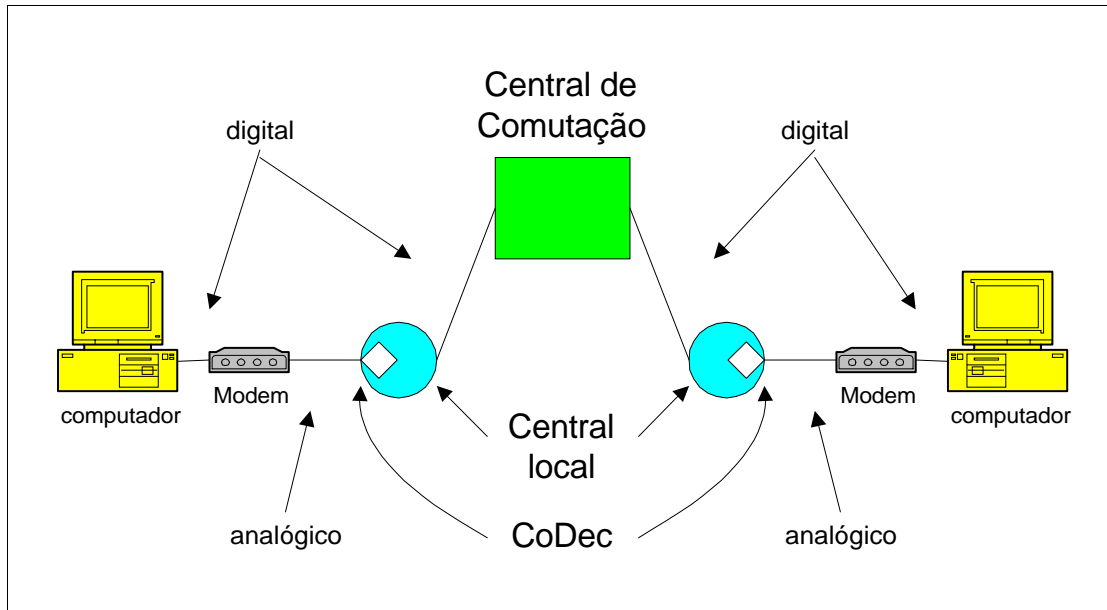 Central de
Comutação
digital
digital
computador
Modem
Modem
computador
Central
local
analógico
CoDec
analógico